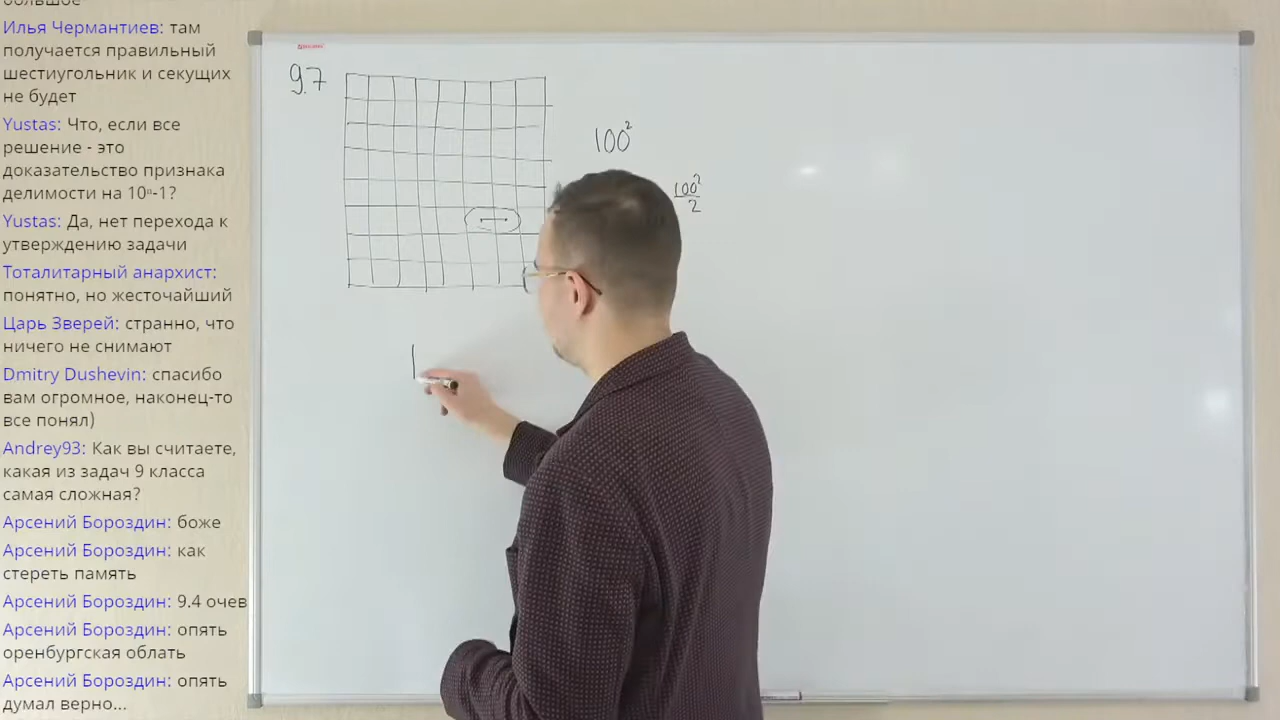 Илья Чермантиев: там
получается правильный
шестиугольник и секущих
не будет
Yustas: Что, если все
решение - это
доказательство признака
делимости на 10ⁿ-1?
Yustas: Да, нет перехода к
утверждению задачи
Тоталитарный анархист:
понятно, но жесточайший
Царь Зверей: странно, что
ничего не снимают
Dmitry Dushevin: спасибо
вам огромное, наконец-то
все понял)
Andrey93: Как вы считаете,
какая из задач 9 класса
самая сложная?
Арсений Бороздин: боже
Арсений Бороздин: как
стереть память
Арсений Бороздин: 9.4 очев
Арсений Бороздин: опять
оренбургская облать
Арсений Бороздин: опять
думал верно...
9.7
100²
100²
2